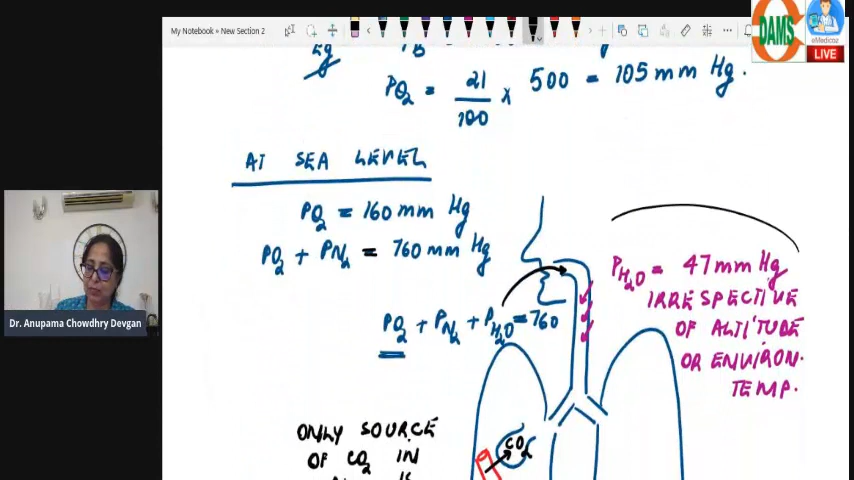 My Notebook » New Section 2
DAMS
eMedicoz
LIVE
Eg
PO2 = 21/100 × 500 = 105 mm Hg.
AT SEA LEVEL
PO2 = 160 mm Hg
PO2 + PN2 = 760 mm Hg
PO2 + PN2 + PH2O = 760
PH2O = 47 mm Hg
IRRESPECTIVE
OF ALTITUDE
OR ENVIRON.
TEMP.
ONLY SOURCE
OF CO2 IN
CO2
Dr. Anupama Chowdhry Devgan